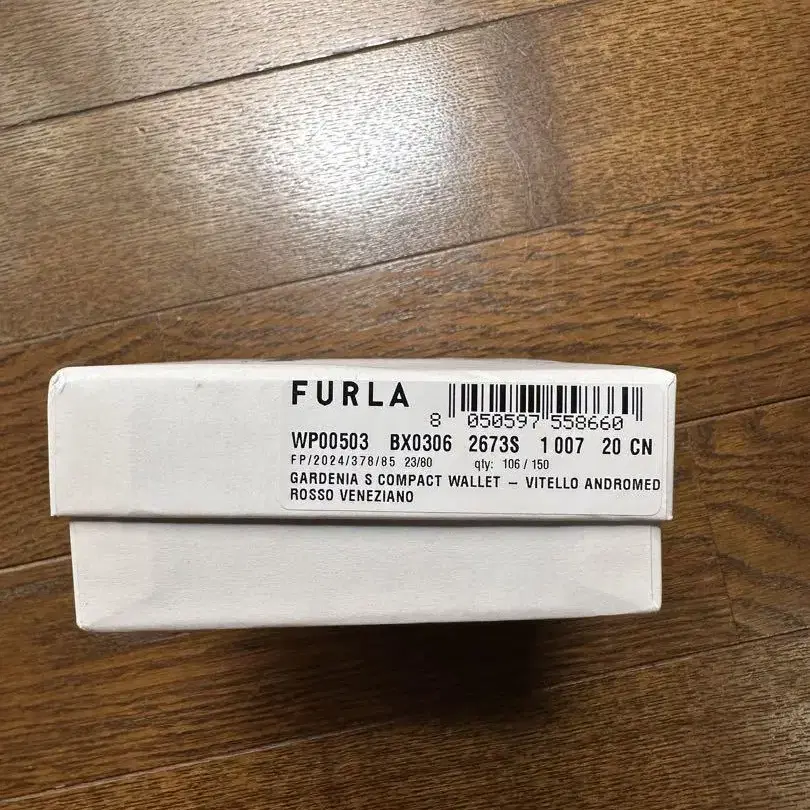 FURLA
8 050597 558660
WP00503 BX0306 2673S 1 007 20 CN
FP/2024/378/85 23/80 qty: 106 / 150
GARDENIA S COMPACT WALLET – VITELLO ANDROMED
ROSSO VENEZIANO